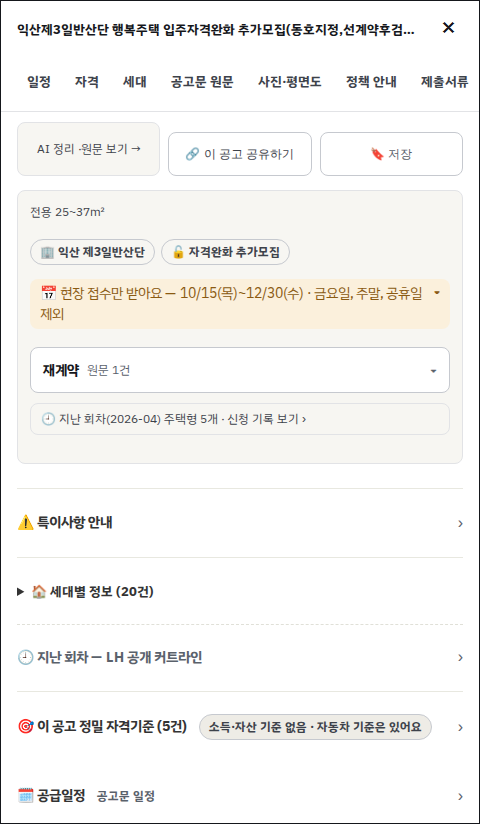 익산제3일반산단 행복주택 입주자격완화 추가모집(동호지정,선계약후검... ✕
일정 자격 세대 공고문 원문 사진·평면도 정책 안내 제출서류
AI 정리 ·원문 보기 → 🔗 이 공고 공유하기 🔖 저장
전용 25~37m²
🏢 익산 제3일반산단 🔓 자격완화 추가모집
📅 현장 접수만 받아요 — 10/15(목)~12/30(수) · 금요일, 주말, 공휴일
제외
재계약 원문 1건
🕘 지난 회차(2026-04) 주택형 5개 · 신청 기록 보기 ›
⚠️ 특이사항 안내 ›
▶ 🏠 세대별 정보 (20건)
🕘 지난 회차 — LH 공개 커트라인 ›
🎯 이 공고 정밀 자격기준 (5건) 소득·자산 기준 없음 · 자동차 기준은 있어요 ›
🗓️ 공급일정 공고문 일정 ›